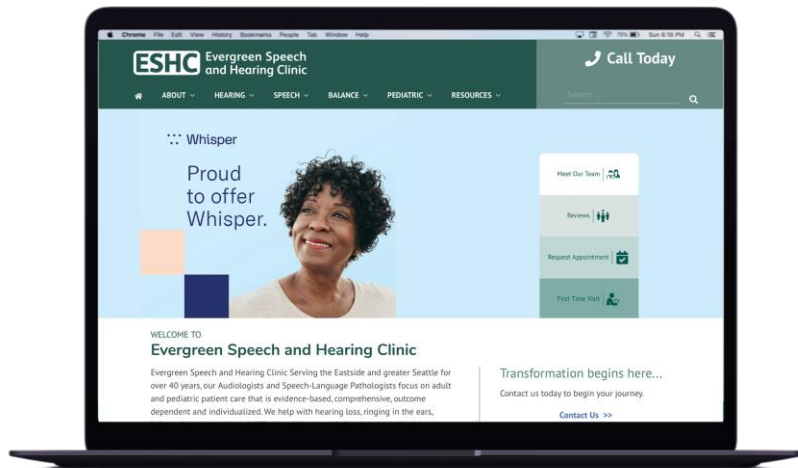 Chrome File Edit View History Bookmarks People Tab Window Help
Sun 6:18 PM
ESHC
Evergreen Speech
and Hearing Clinic
Call Today
ABOUT HEARING SPEECH BALANCE PEDIATRIC RESOURCES
Search ...
Whisper
Proud
to offer
Whisper.
Meet Our Team
Reviews
Request Appointment
First Time Visit
WELCOME TO
Evergreen Speech and Hearing Clinic
Evergreen Speech and Hearing Clinic Serving the Eastside and greater Seattle for
over 40 years, our Audiologists and Speech-Language Pathologists focus on adult
and pediatric patient care that is evidence-based, comprehensive, outcome
dependent and individualized. We help with hearing loss, ringing in the ears,
Transformation begins here...
Contact us today to begin your journey.
Contact Us >>